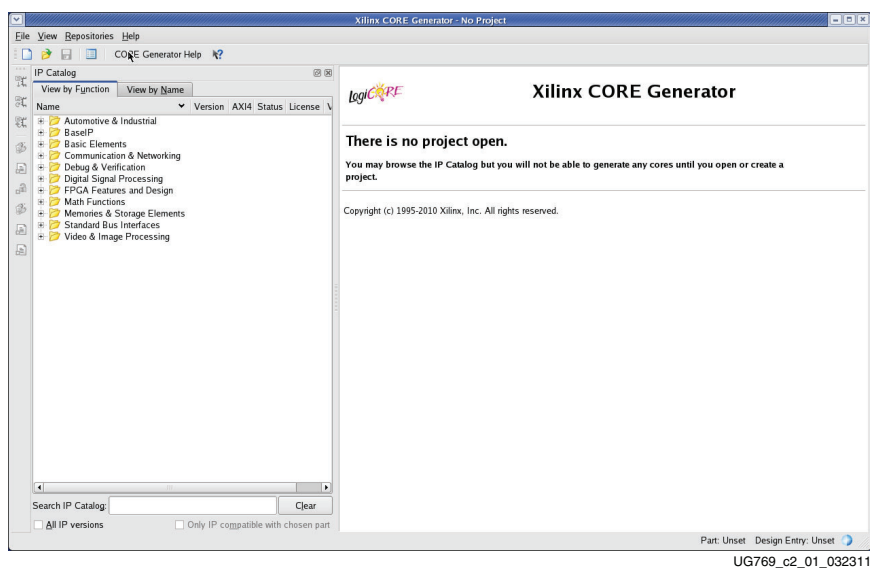 Xilinx CORE Generator - No Project
File View Repositories Help
CORE Generator Help
IP Catalog
View by Function View by Name
Name Version AXI4 Status License V
Automotive & Industrial
BaseIP
Basic Elements
Communication & Networking
Debug & Verification
Digital Signal Processing
FPGA Features and Design
Math Functions
Memories & Storage Elements
Standard Bus Interfaces
Video & Image Processing
Search IP Catalog: Clear
All IP versions Only IP compatible with chosen part
LogiCORE
Xilinx CORE Generator
There is no project open.
You may browse the IP Catalog but you will not be able to generate any cores until you open or create a
project.
Copyright (c) 1995-2010 Xilinx, Inc. All rights reserved.
Part: Unset Design Entry: Unset
UG769_c2_01_032311